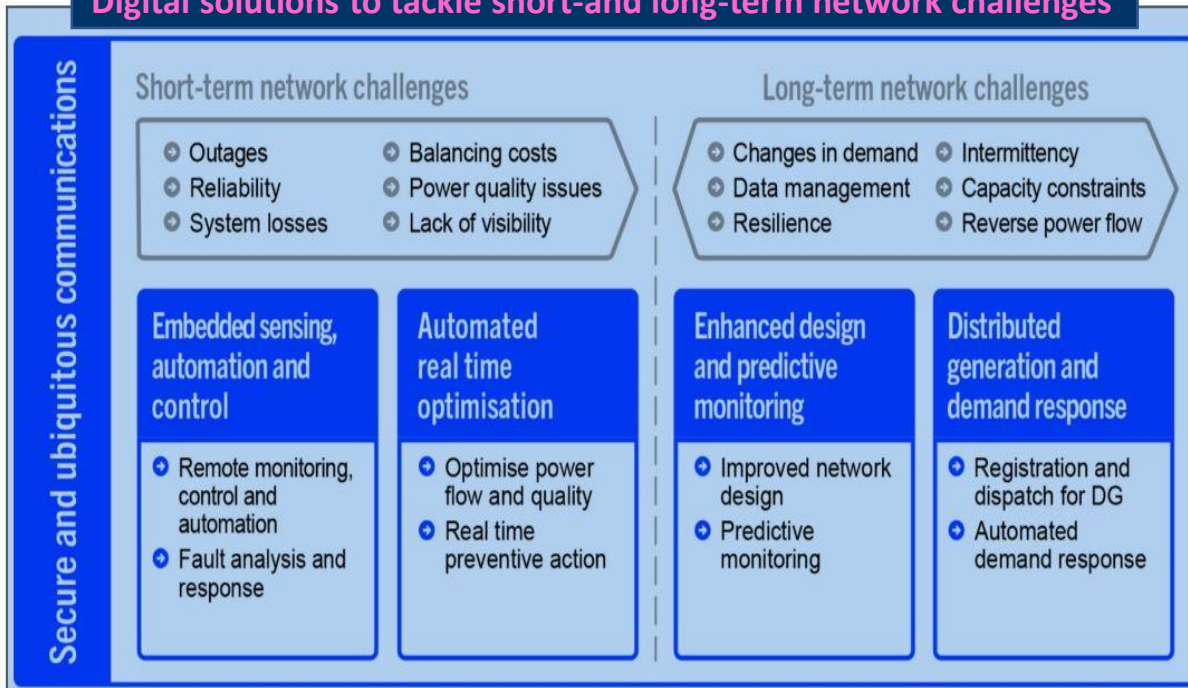 Digital solutions to tackle short-and long-term network challenges
Secure and ubiquitous communications
Short-term network challenges
Outages
Reliability
System losses
Balancing costs
Power quality issues
Lack of visibility
Long-term network challenges
Changes in demand
Data management
Resilience
Intermittency
Capacity constraints
Reverse power flow
Embedded sensing,
automation and
control
Remote monitoring,
control and
automation
Fault analysis and
response
Automated
real time
optimisation
Optimise power
flow and quality
Real time
preventive action
Enhanced design
and predictive
monitoring
Improved network
design
Predictive
monitoring
Distributed
generation and
demand response
Registration and
dispatch for DG
Automated
demand response